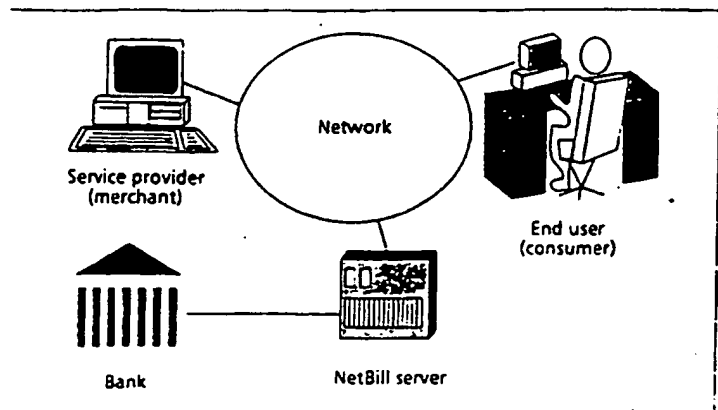 Network
Service provider
(merchant)
End user
(consumer)
Bank
NetBill server